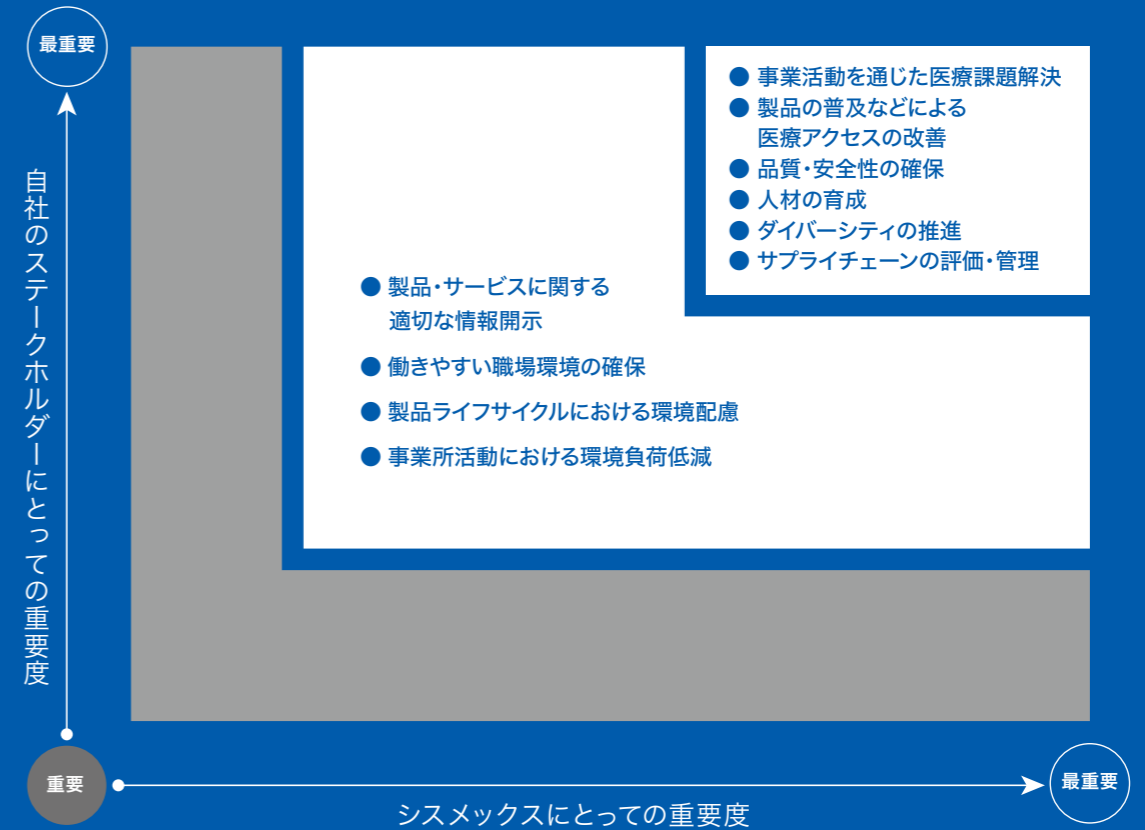 最重要
自社のステークホルダーにとっての重要度
● 事業活動を通じた医療課題解決
● 製品の普及などによる
医療アクセスの改善
● 品質・安全性の確保
● 人材の育成
● ダイバーシティの推進
● サプライチェーンの評価・管理
● 製品・サービスに関する
適切な情報開示
● 働きやすい職場環境の確保
● 製品ライフサイクルにおける環境配慮
● 事業所活動における環境負荷低減
重要
シスメックスにとっての重要度
最重要